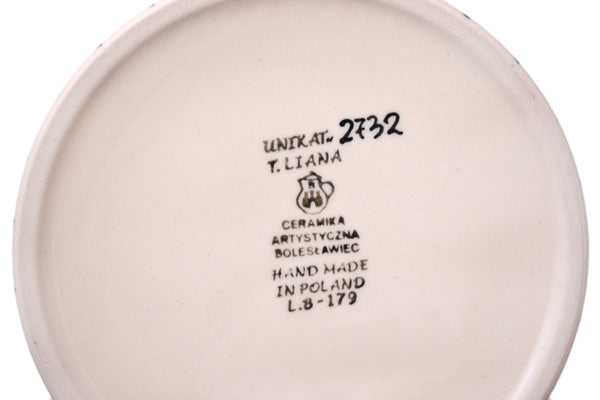 UNIKAT~ 2732
T. LIANA
B
CERAMIKA
ARTYSTYCZNA
BOLESŁAWIEC
HAND MADE
IN POLAND
L.8-179